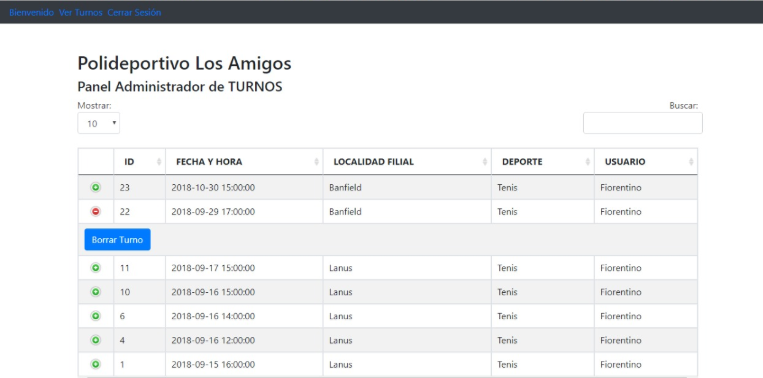 Bienvenido Ver Turnos Cerrar Sesión
Polideportivo Los Amigos
Panel Administrador de TURNOS
Mostrar: Buscar:
10
ID FECHA Y HORA LOCALIDAD FILIAL DEPORTE USUARIO
23 2018-10-30 15:00:00 Banfield Tenis Fiorentino
22 2018-09-29 17:00:00 Banfield Tenis Fiorentino
Borrar Turno
11 2018-09-17 15:00:00 Lanus Tenis Fiorentino
10 2018-09-16 15:00:00 Lanus Tenis Fiorentino
6 2018-09-16 14:00:00 Lanus Tenis Fiorentino
4 2018-09-16 12:00:00 Lanus Tenis Fiorentino
1 2018-09-15 16:00:00 Lanus Tenis Fiorentino